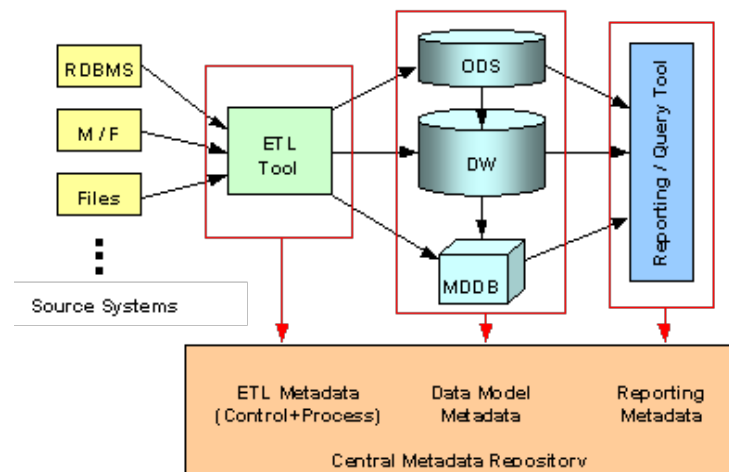 RDBMS
M / F
Files
Source Systems
ETL
Tool
ODS
DW
MDDB
Reporting / Query Tool
ETL Metadata
(Control+Process)
Data Model
Metadata
Reporting
Metadata
Central Metadata Repository